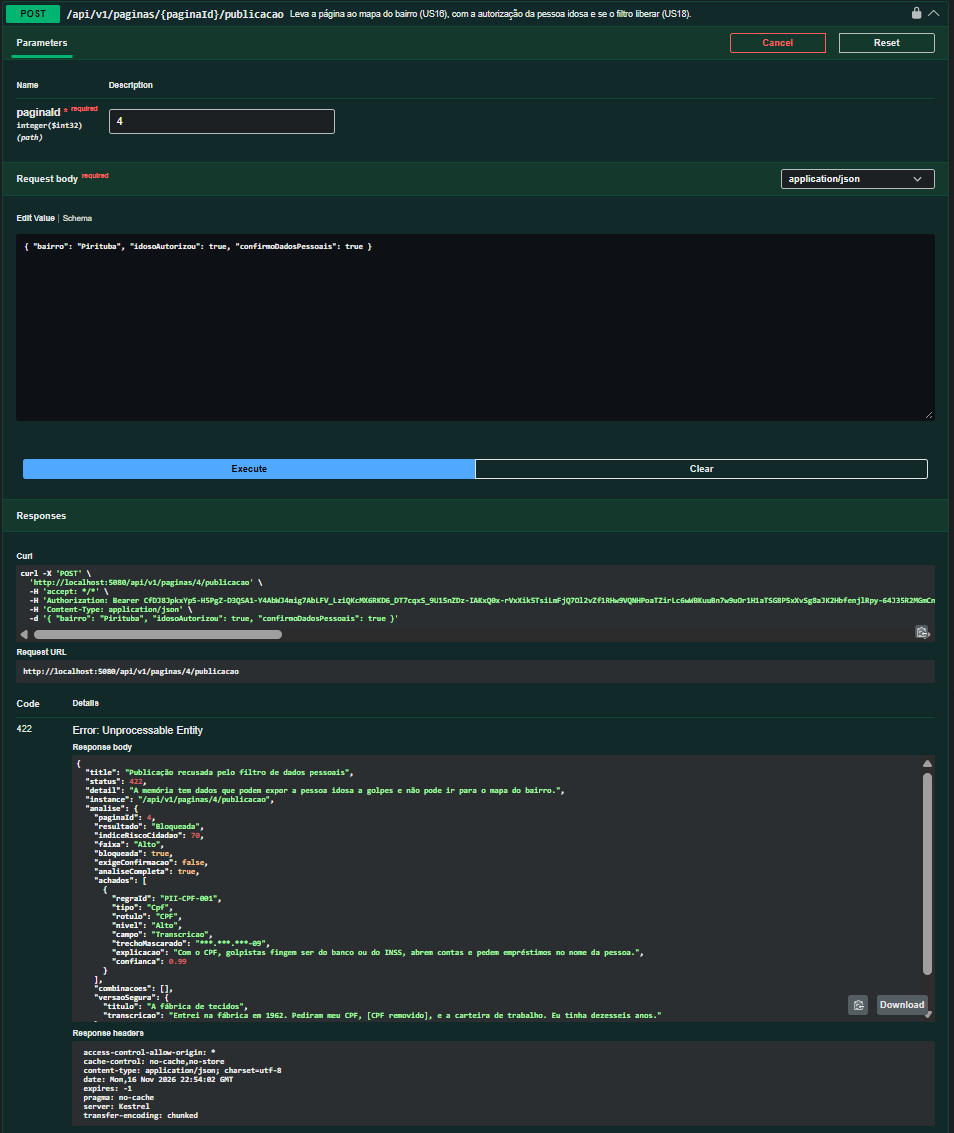 POST /api/v1/paginas/{paginaId}/publicacao Leva a página ao mapa do bairro (US16), com a autorização da pessoa idosa e se o filtro liberar (US18).
Parameters
Cancel
Reset
Name Description
paginaId * required
integer($int32)
(path)
4
Request body required
application/json
Edit Value | Schema
{ "bairro": "Pirituba", "idosoAutorizou": true, "confirmoDadosPessoais": true }
Execute
Clear
Responses
Curl
curl -X 'POST' \
'http://localhost:5080/api/v1/paginas/4/publicacao' \
-H 'accept: */*' \
-H 'Authorization: Bearer
-H 'Content-Type: application/json' \
-d '{ "bairro": "Pirituba", "idosoAutorizou": true, "confirmoDadosPessoais": true }'
Request URL
http://localhost:5080/api/v1/paginas/4/publicacao
Code Details
422
Error: Unprocessable Entity
Response body
{
"title": "Publicação recusada pelo filtro de dados pessoais",
"status": 422,
"detail": "A memória tem dados que podem expor a pessoa idosa a golpes e não pode ir para o mapa do bairro.",
"instance": "/api/v1/paginas/4/publicacao",
"analise": {
"paginaId": 4,
"resultado": "Bloqueada",
"indiceRiscoCidadao": 70,
"faixa": "Alto",
"bloqueada": true,
"exigeConfirmacao": false,
"analiseCompleta": true,
"achados": [
{
"regraId": "PII-CPF-001",
"tipo": "Cpf",
"rotulo": "CPF",
"nivel": "Alto",
"campo": "Transcricao",
"trechoMascarado": "***.***.***-09",
"explicacao": "Com o CPF, golpistas fingem ser do banco ou do INSS, abrem contas e pedem empréstimos no nome da pessoa.",
"confianca": 0.99
}
],
"combinacoes": [],
"versaoSegura": {
"titulo": "A fábrica de tecidos",
"transcricao": "Entrei na fábrica em 1962. Pediram meu CPF, [CPF removido], e a carteira de trabalho. Eu tinha dezesseis anos."
Download
Response headers
access-control-allow-origin: *
cache-control: no-cache,no-store
content-type: application/json; charset=utf-8
date: Mon,16 Nov 2026 22:54:02 GMT
expires: -1
pragma: no-cache
server: Kestrel
transfer-encoding: chunked